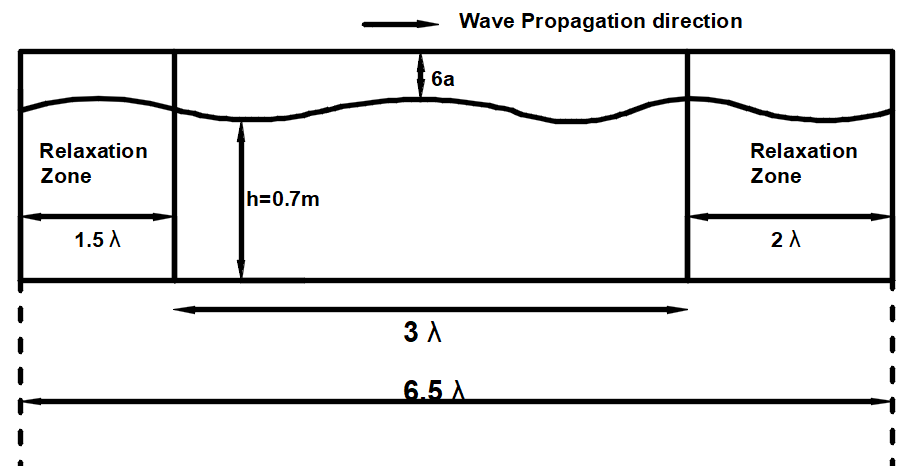 Wave Propagation direction
6a
Relaxation
Zone
Relaxation
Zone
h=0.7m
1.5 λ
2 λ
3 λ
6.5 λ